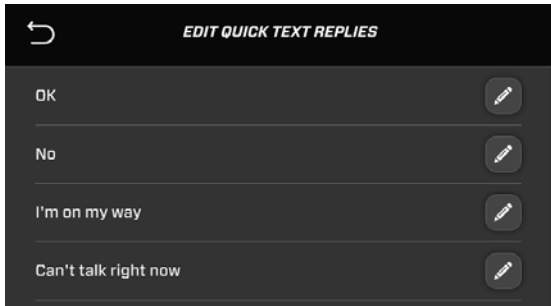 EDIT QUICK TEXT REPLIES
OK
No
I'm on my way
Can't talk right now